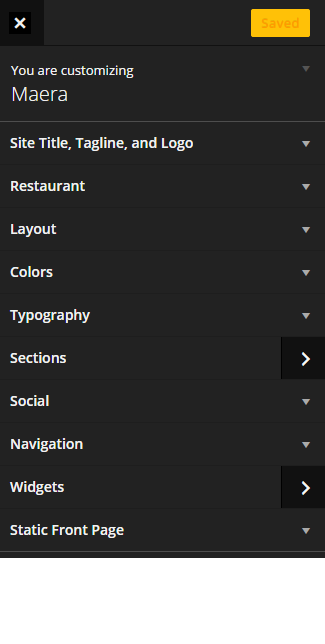 Saved
You are customizing
Maera
Site Title, Tagline, and Logo
Restaurant
Layout
Colors
Typography
Sections
Social
Navigation
Widgets
Static Front Page